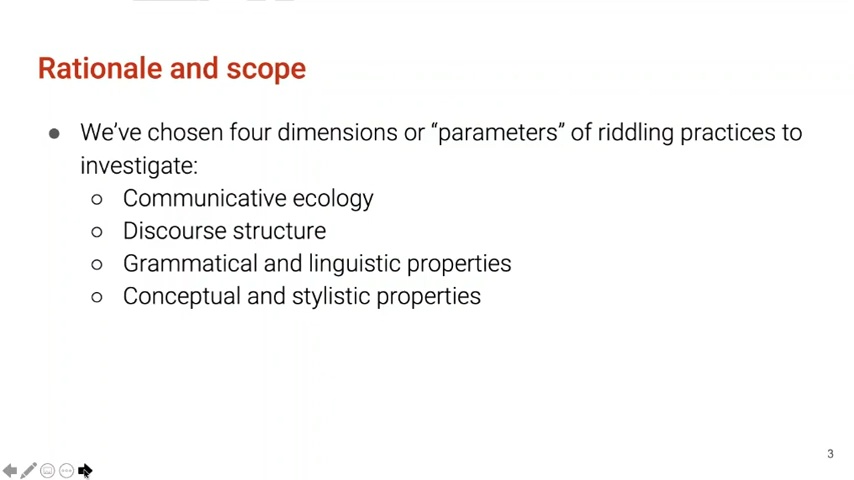 Rationale and scope
● We’ve chosen four dimensions or “parameters” of riddling practices to
investigate:
○ Communicative ecology
○ Discourse structure
○ Grammatical and linguistic properties
○ Conceptual and stylistic properties
3